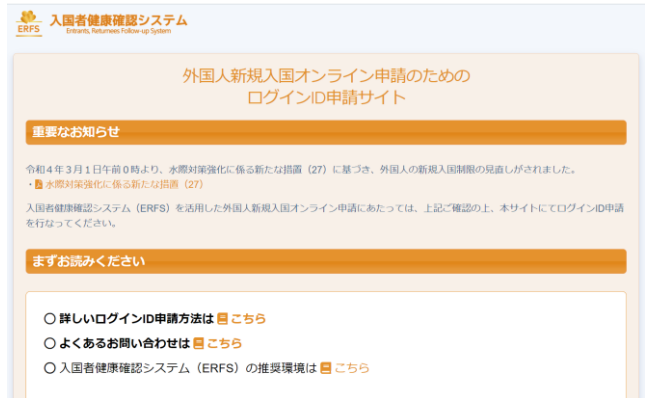 入国者健康確認システム
ERFS Entrants, Returnees Follow-up System
外国人新規入国オンライン申請のための
ログインID申請サイト
重要なお知らせ
令和4年3月1日午前0時より、水際対策強化に係る新たな措置（27）に基づき、外国人の新規入国制限の見直しがされました。
・水際対策強化に係る新たな措置（27）
入国者健康確認システム（ERFS）を活用した外国人新規入国オンライン申請にあたっては、上記ご確認の上、本サイトにてログインID申請
を行なってください。
まずお読みください
〇 詳しいログインID申請方法は こちら
〇 よくあるお問い合わせは こちら
〇 入国者健康確認システム（ERFS）の推奨環境は こちら